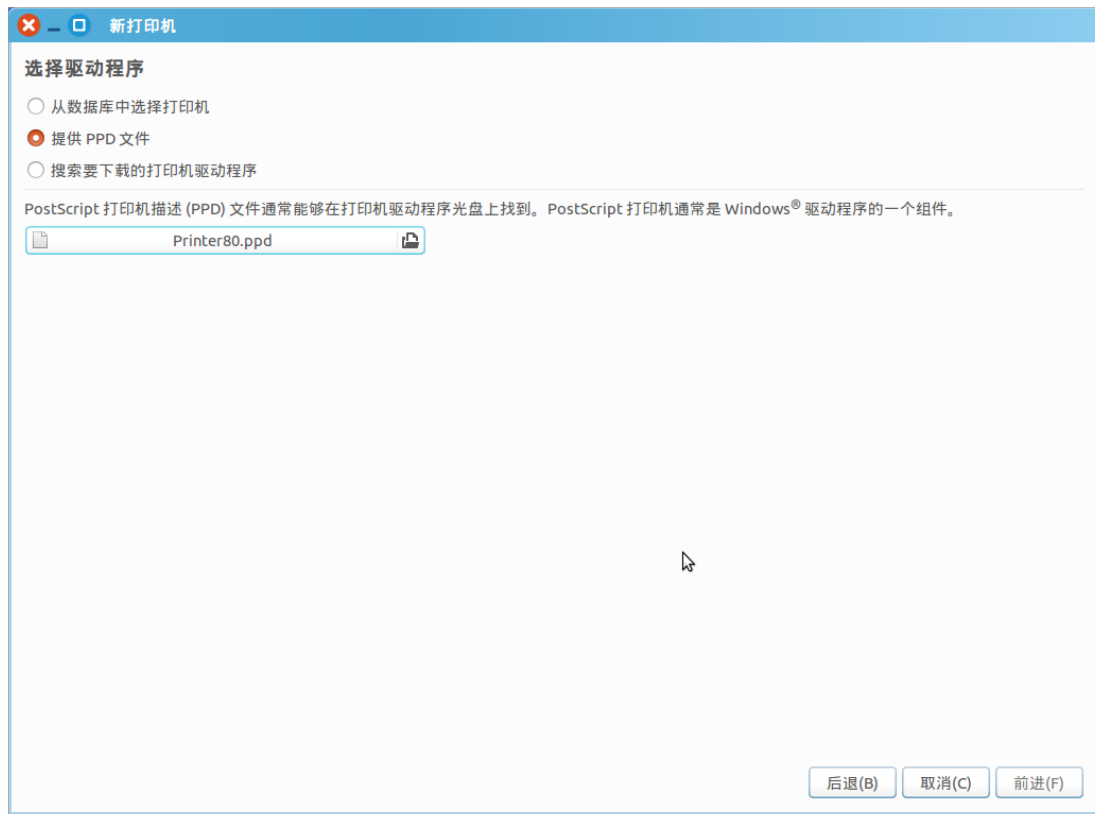 新打印机
选择驱动程序
从数据库中选择打印机
提供 PPD 文件
搜索要下载的打印机驱动程序
PostScript 打印机描述 (PPD) 文件通常能够在打印机驱动程序光盘上找到。PostScript 打印机通常是 Windows® 驱动程序的一个组件。
Printer80.ppd
后退(B) 取消(C) 前进(F)